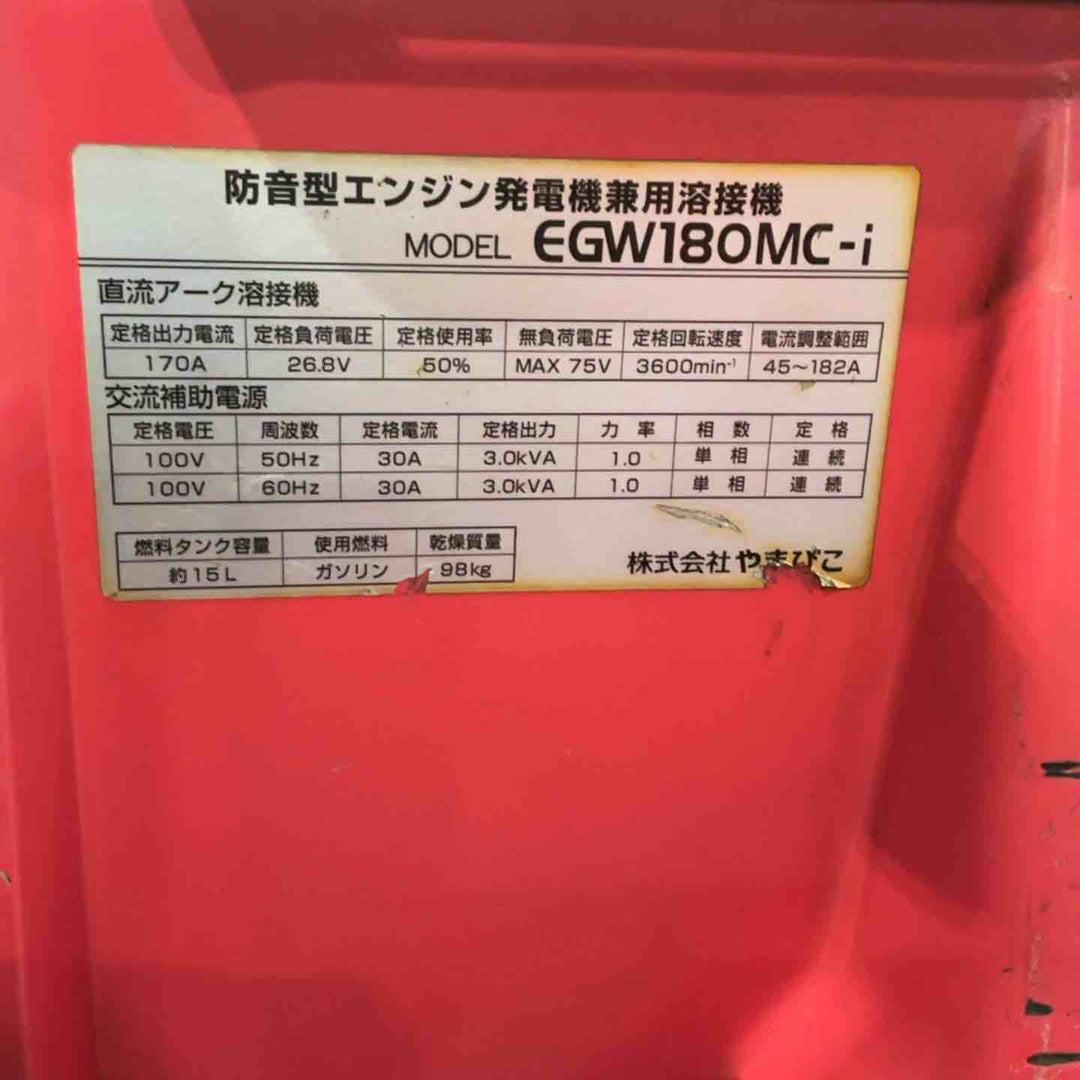 防音型エンジン発電機兼用溶接機
MODEL EGW180MC-i
直流アーク溶接機
定格出力電流 定格負荷電圧 定格使用率 無負荷電圧 定格回転速度 電流調整範囲
170A 26.8V 50% MAX 75V 3600min⁻¹ 45～182A
交流補助電源
定格電圧 周波数 定格電流 定格出力 力 率 相 数 定 格
100V 50Hz 30A 3.0kVA 1.0 単 相 連 続
100V 60Hz 30A 3.0kVA 1.0 単 相 連 続
燃料タンク容量 使用燃料 乾燥質量
約15L ガソリン 98kg
株式会社やまびこ